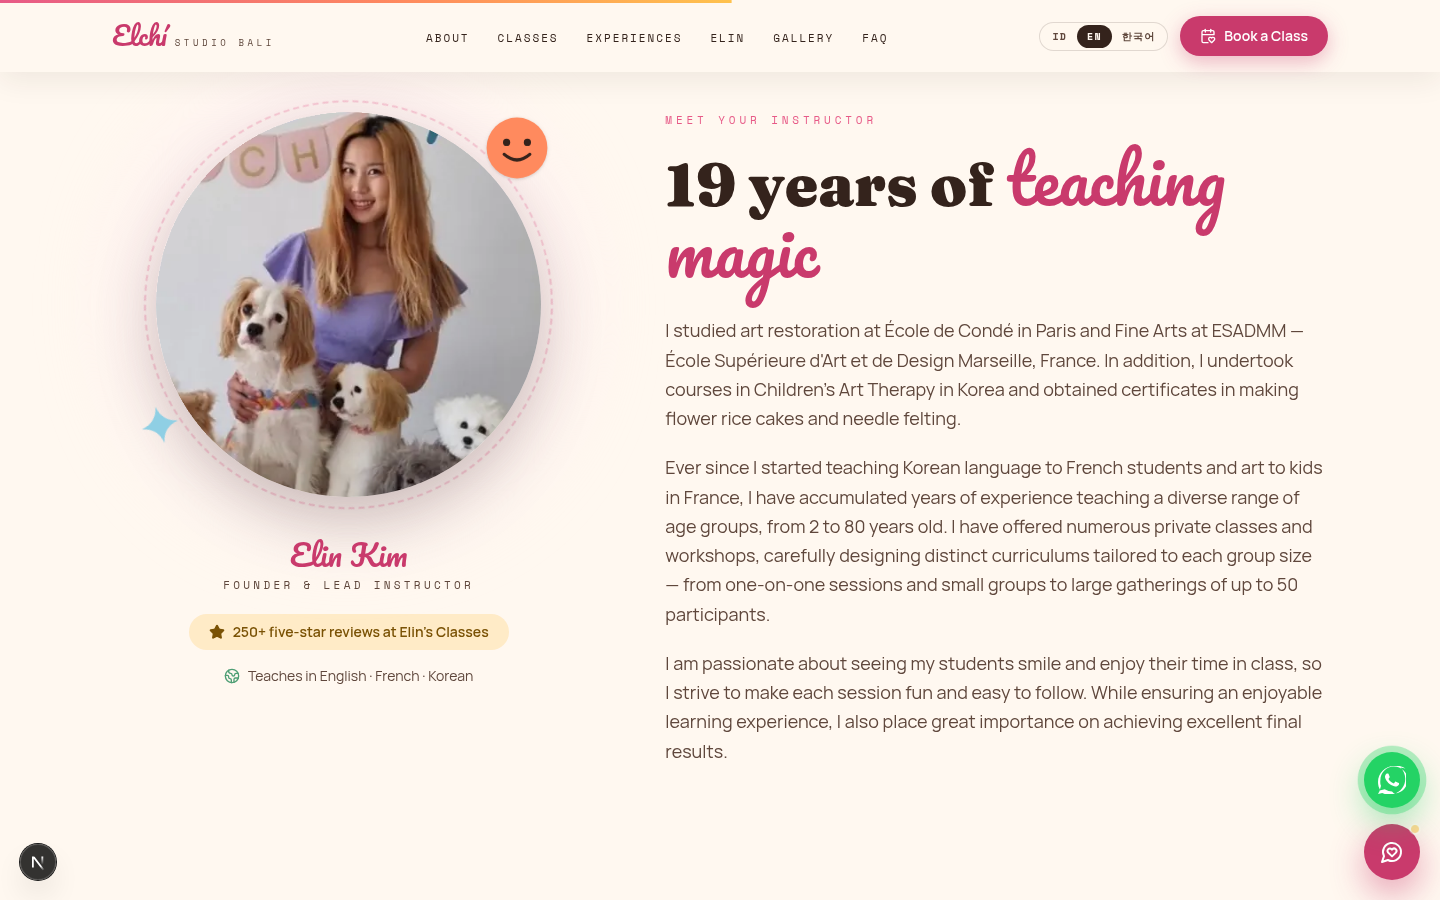 Elchí STUDIO BALI
ABOUT
CLASSES
EXPERIENCES
ELIN
GALLERY
FAQ
ID
EN
한국어
Book a Class
C H
MEET YOUR INSTRUCTOR
19 years of teaching
magic
I studied art restoration at École de Condé in Paris and Fine Arts at ESADMM —
École Supérieure d'Art et de Design Marseille, France. In addition, I undertook
courses in Children's Art Therapy in Korea and obtained certificates in making
flower rice cakes and needle felting.
Ever since I started teaching Korean language to French students and art to kids
in France, I have accumulated years of experience teaching a diverse range of
age groups, from 2 to 80 years old. I have offered numerous private classes and
workshops, carefully designing distinct curriculums tailored to each group size
— from one-on-one sessions and small groups to large gatherings of up to 50
participants.
I am passionate about seeing my students smile and enjoy their time in class, so
I strive to make each session fun and easy to follow. While ensuring an enjoyable
learning experience, I also place great importance on achieving excellent final
results.
Elin Kim
FOUNDER & LEAD INSTRUCTOR
250+ five-star reviews at Elin's Classes
Teaches in English · French · Korean
N